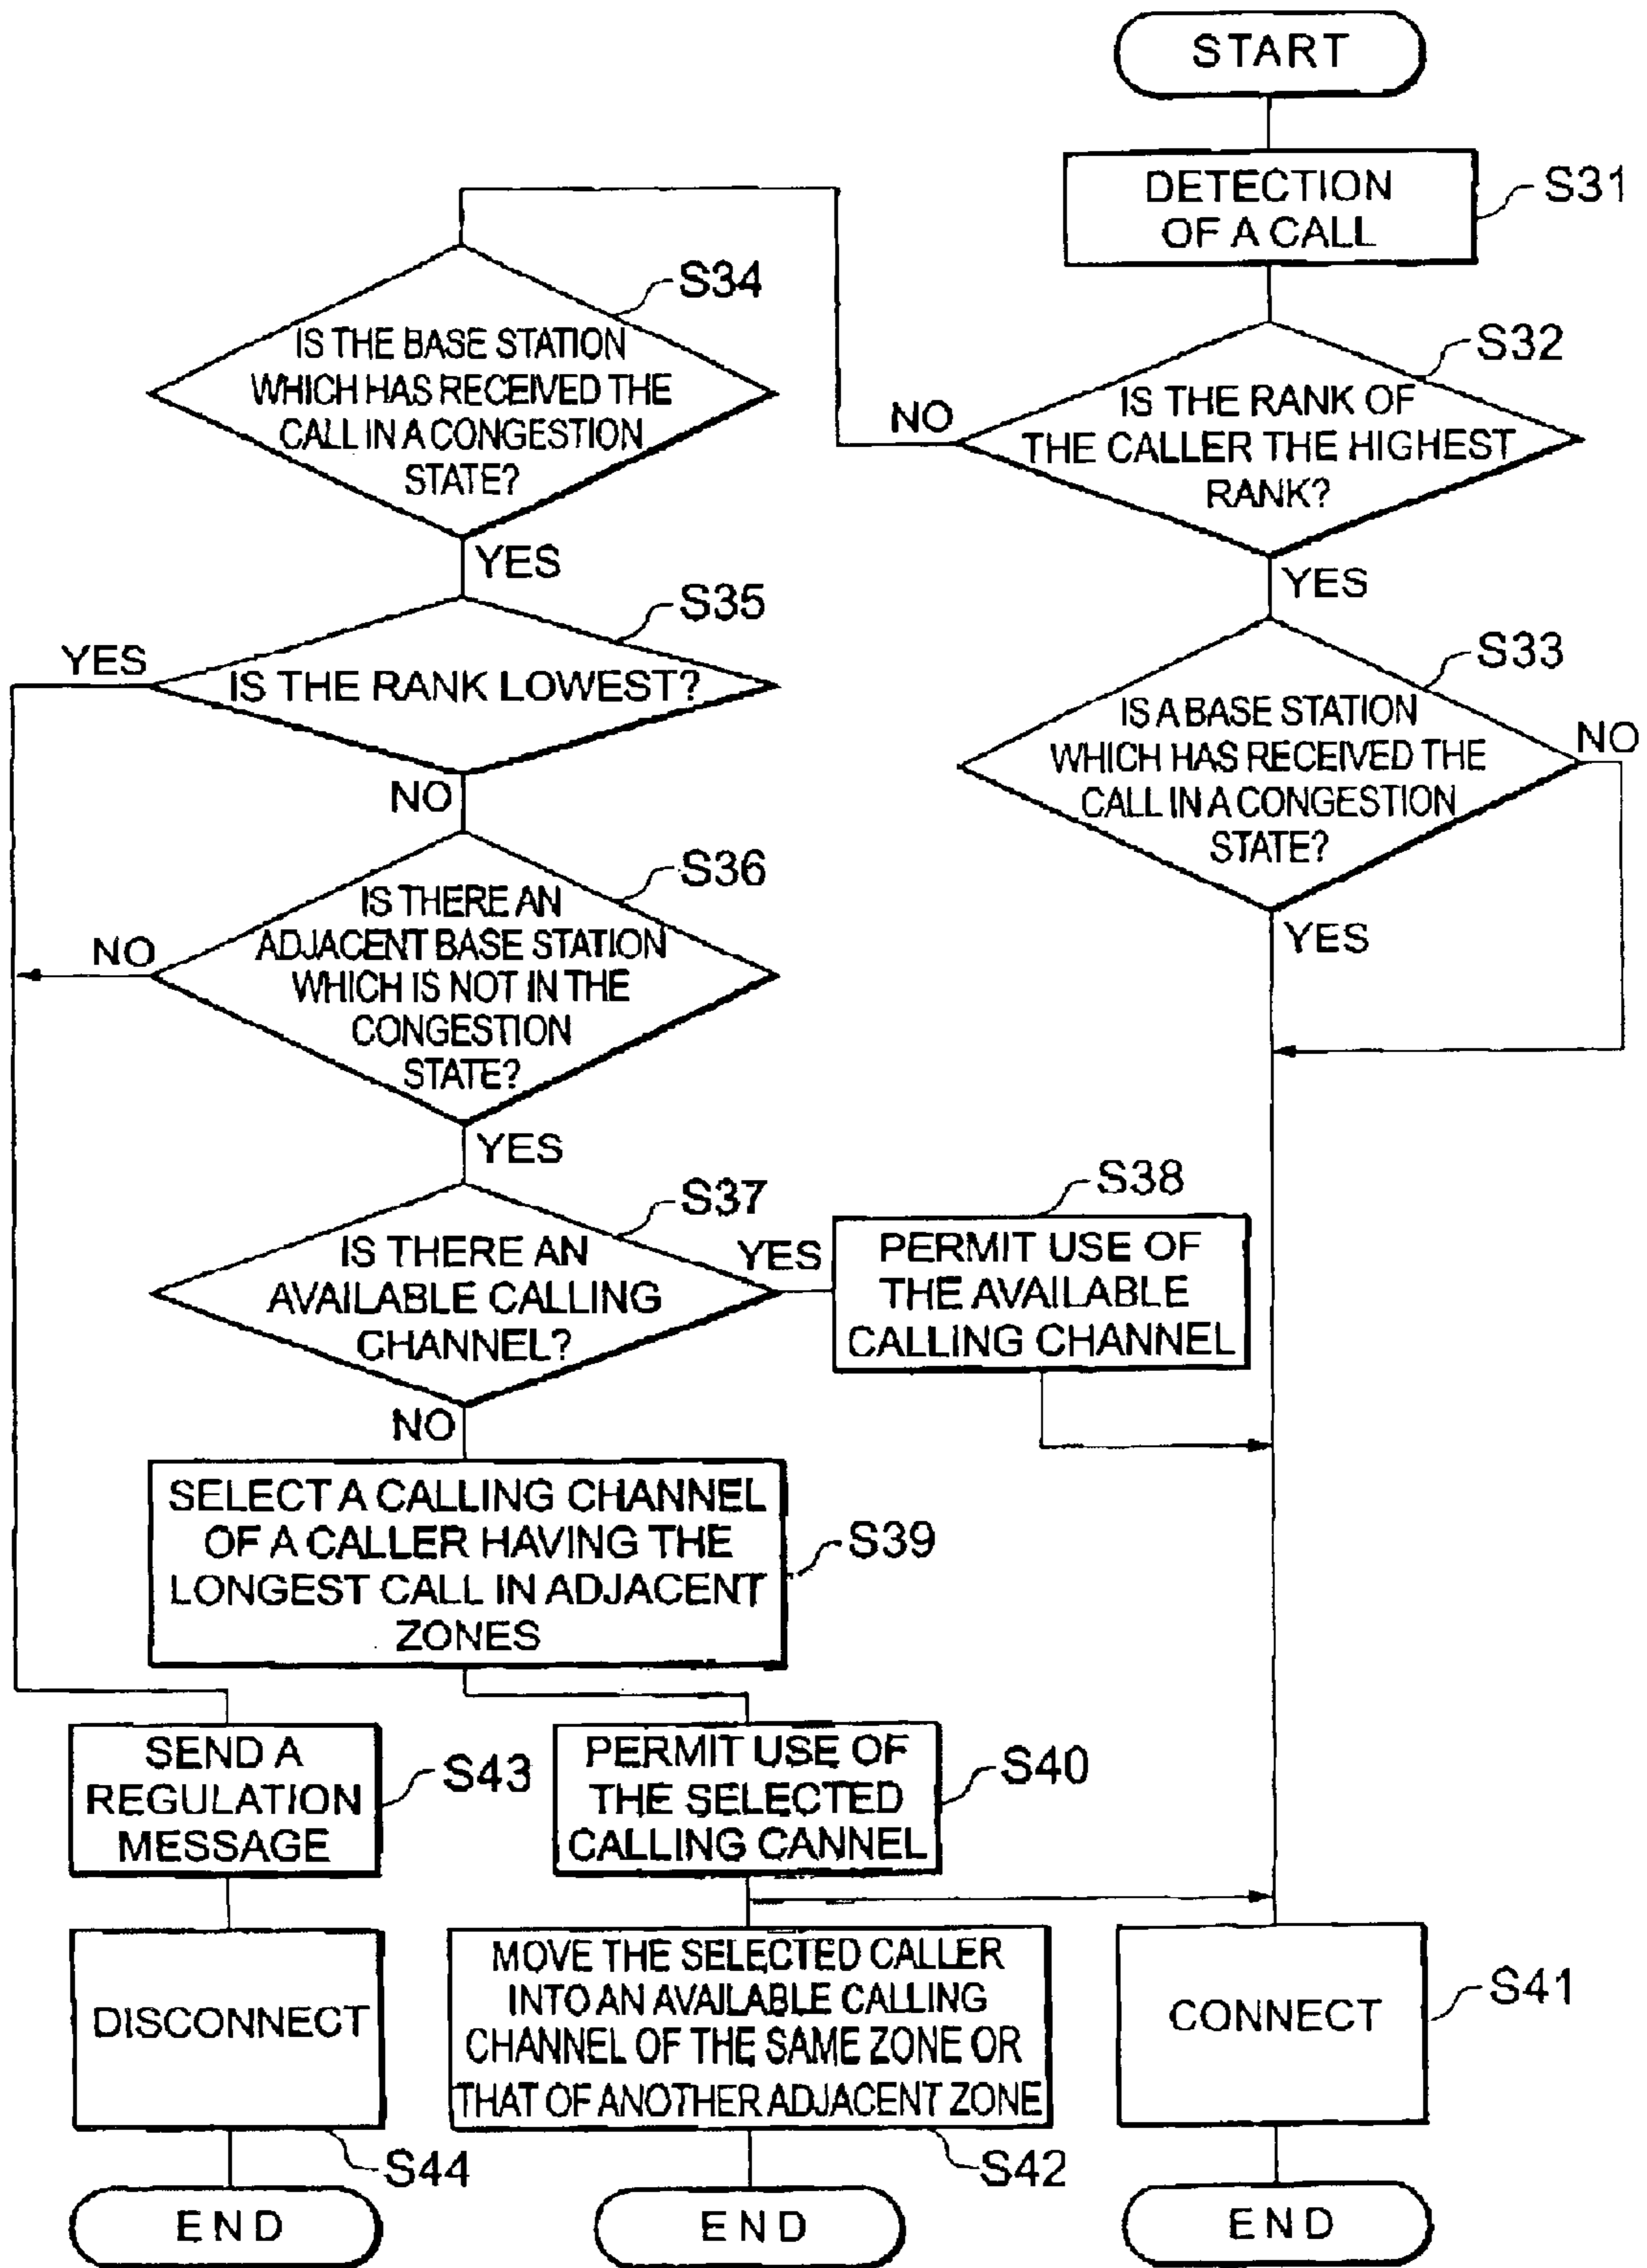 START
DETECTION
OF A CALL
S31
IS THE RANK OF
THE CALLER THE HIGHEST
RANK?
S32
NO
YES
IS A BASE STATION
WHICH HAS RECEIVED THE
CALL IN A CONGESTION
STATE?
S33
NO
YES
IS THE BASE STATION
WHICH HAS RECEIVED THE
CALL IN A CONGESTION
STATE?
S34
YES
IS THE RANK LOWEST?
S35
YES
NO
IS THERE AN
ADJACENT BASE STATION
WHICH IS NOT IN THE
CONGESTION
STATE?
S36
NO
YES
IS THERE AN
AVAILABLE CALLING
CHANNEL?
S37
YES
NO
PERMIT USE OF
THE AVAILABLE
CALLING CHANNEL
S38
SELECT A CALLING CHANNEL
OF A CALLER HAVING THE
LONGEST CALL IN ADJACENT
ZONES
S39
SEND A
REGULATION
MESSAGE
S43
PERMIT USE OF
THE SELECTED
CALLING CANNEL
S40
DISCONNECT
S44
MOVE THE SELECTED CALLER
INTO AN AVAILABLE CALLING
CHANNEL OF THE SAME ZONE OR
THAT OF ANOTHER ADJACENT ZONE
S42
CONNECT
S41
END
END
END